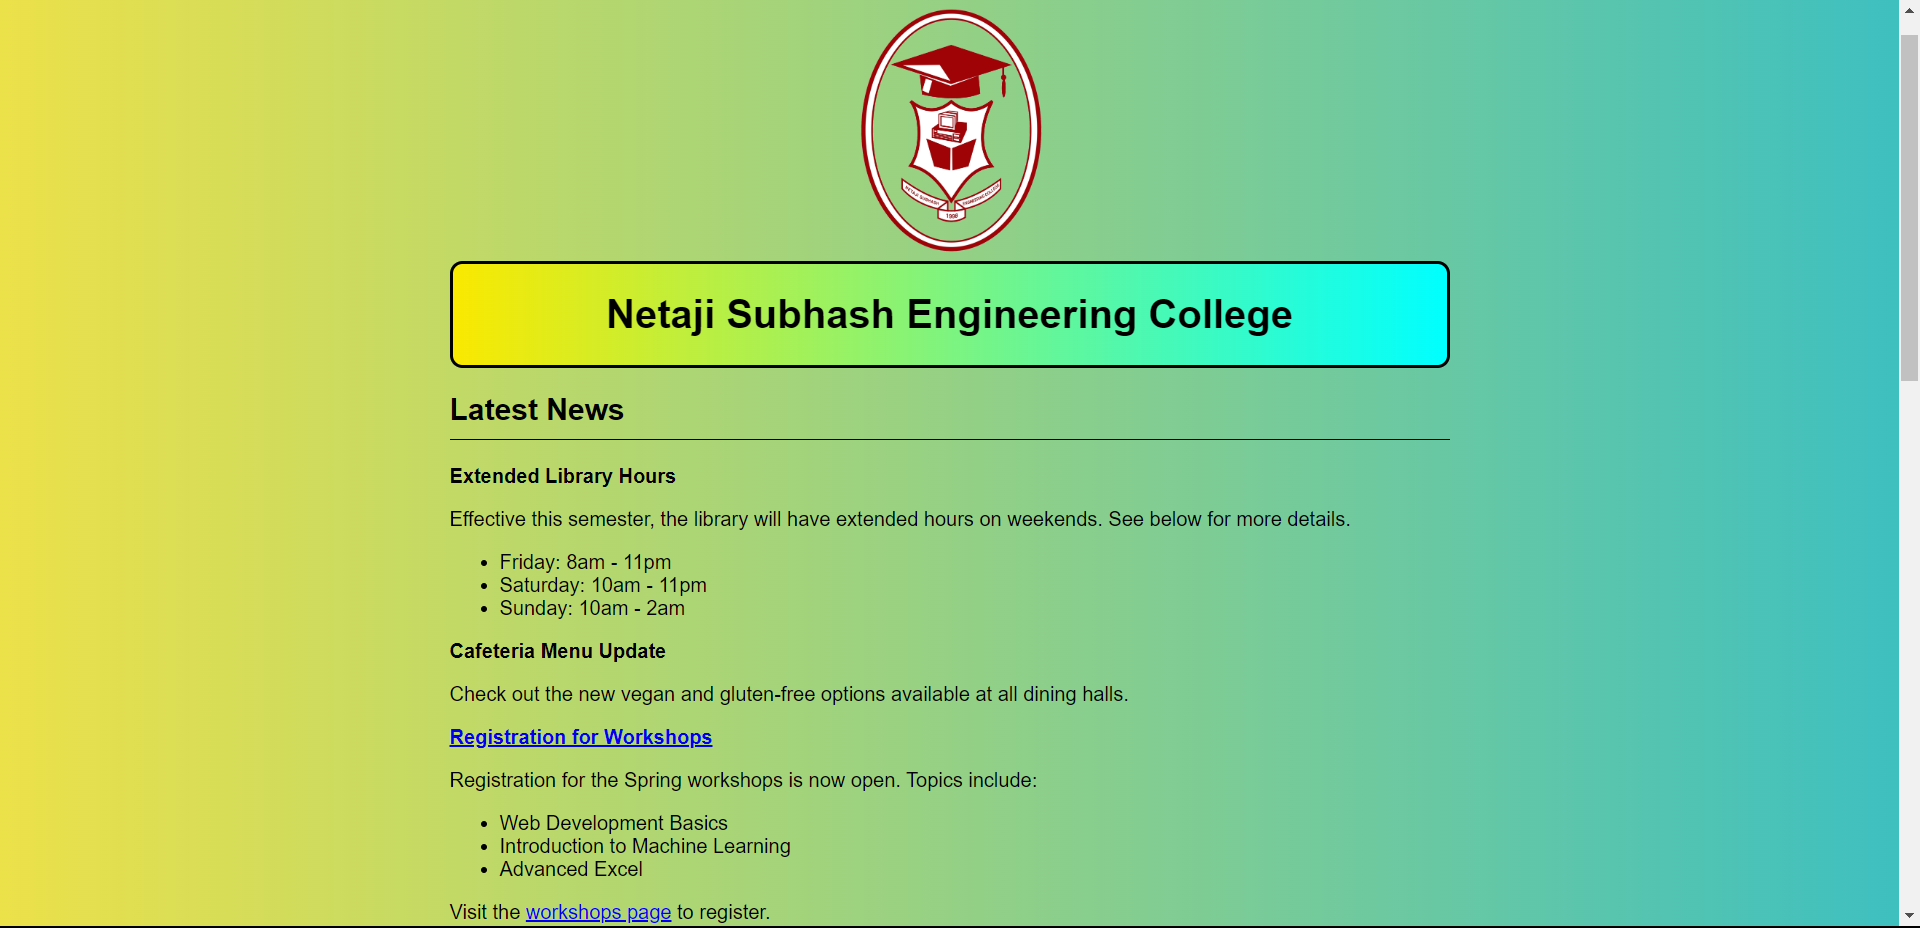 NETAJI SUBHASH ENGINEERING COLLEGE
1998
Netaji Subhash Engineering College
Latest News
Extended Library Hours
Effective this semester, the library will have extended hours on weekends. See below for more details.
• Friday: 8am - 11pm
• Saturday: 10am - 11pm
• Sunday: 10am - 2am
Cafeteria Menu Update
Check out the new vegan and gluten-free options available at all dining halls.
Registration for Workshops
Registration for the Spring workshops is now open. Topics include:
• Web Development Basics
• Introduction to Machine Learning
• Advanced Excel
Visit the workshops page to register.